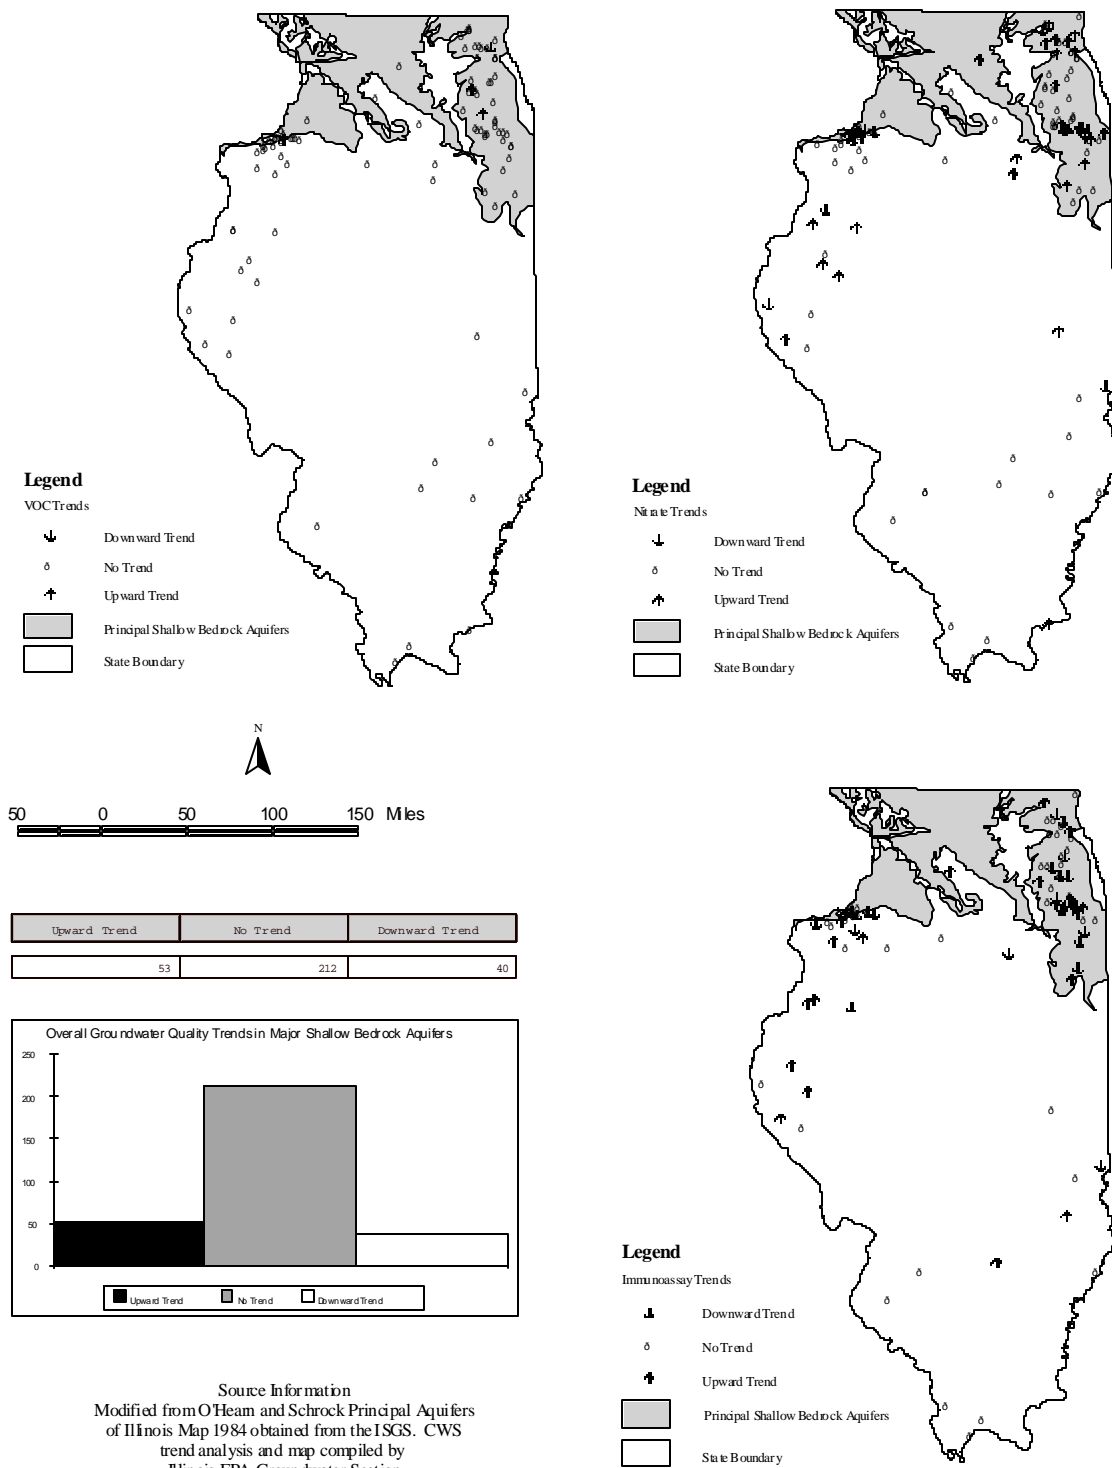 Legend
VOC Trends
Downward Trend
No Trend
Upward Trend
Principal Shallow Bedrock Aquifers
State Boundary
Legend
Nitrate Trends
Downward Trend
No Trend
Upward Trend
Principal Shallow Bedrock Aquifers
State Boundary
N
50 0 50 100 150 Miles
Upward Trend No Trend Downward Trend
53 212 40
Overall Groundwater Quality Trends in Major Shallow Bedrock Aquifers
250
200
150
100
50
0
Upward Trend No Trend Downward Trend
Legend
Immunoassay Trends
Downward Trend
No Trend
Upward Trend
Principal Shallow Bedrock Aquifers
State Boundary
Source Information
Modified from O'Hearn and Schrock Principal Aquifers
of Illinois Map 1984 obtained from the ISGS. CWS
trend analysis and map compiled by
Illinois EPA Groundwater Section